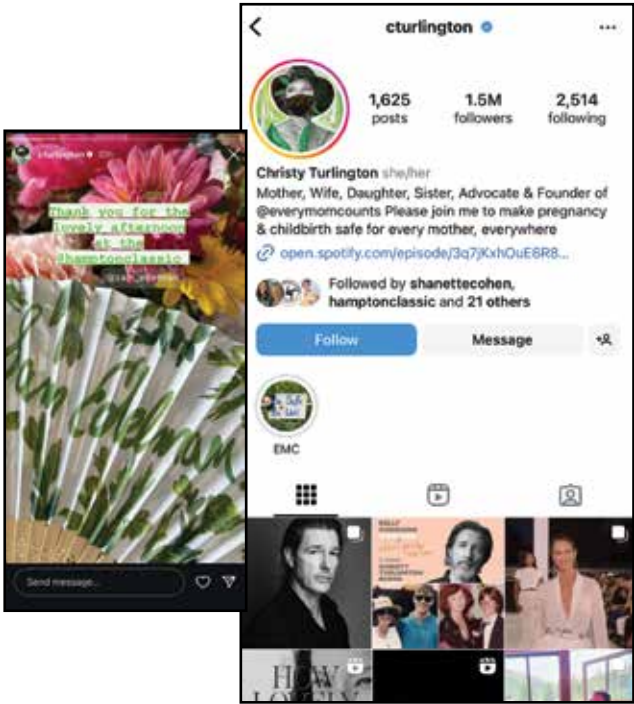 cturlington
Thank you for the
lovely afternoon
at the
@hamptonclassic
Send message...
cturlington
1,625
posts
1.5M
followers
2,514
following
Christy Turlington she/her
Mother, Wife, Daughter, Sister, Advocate & Founder of
@everymomcounts Please join me to make pregnancy
& childbirth safe for every mother, everywhere
open.spotify.com/episode/3q7jKxhOuE6R8...
Followed by shanettecohen,
hamptonclassic and 21 others
Follow
Message
EMC
HOW
LOVELY